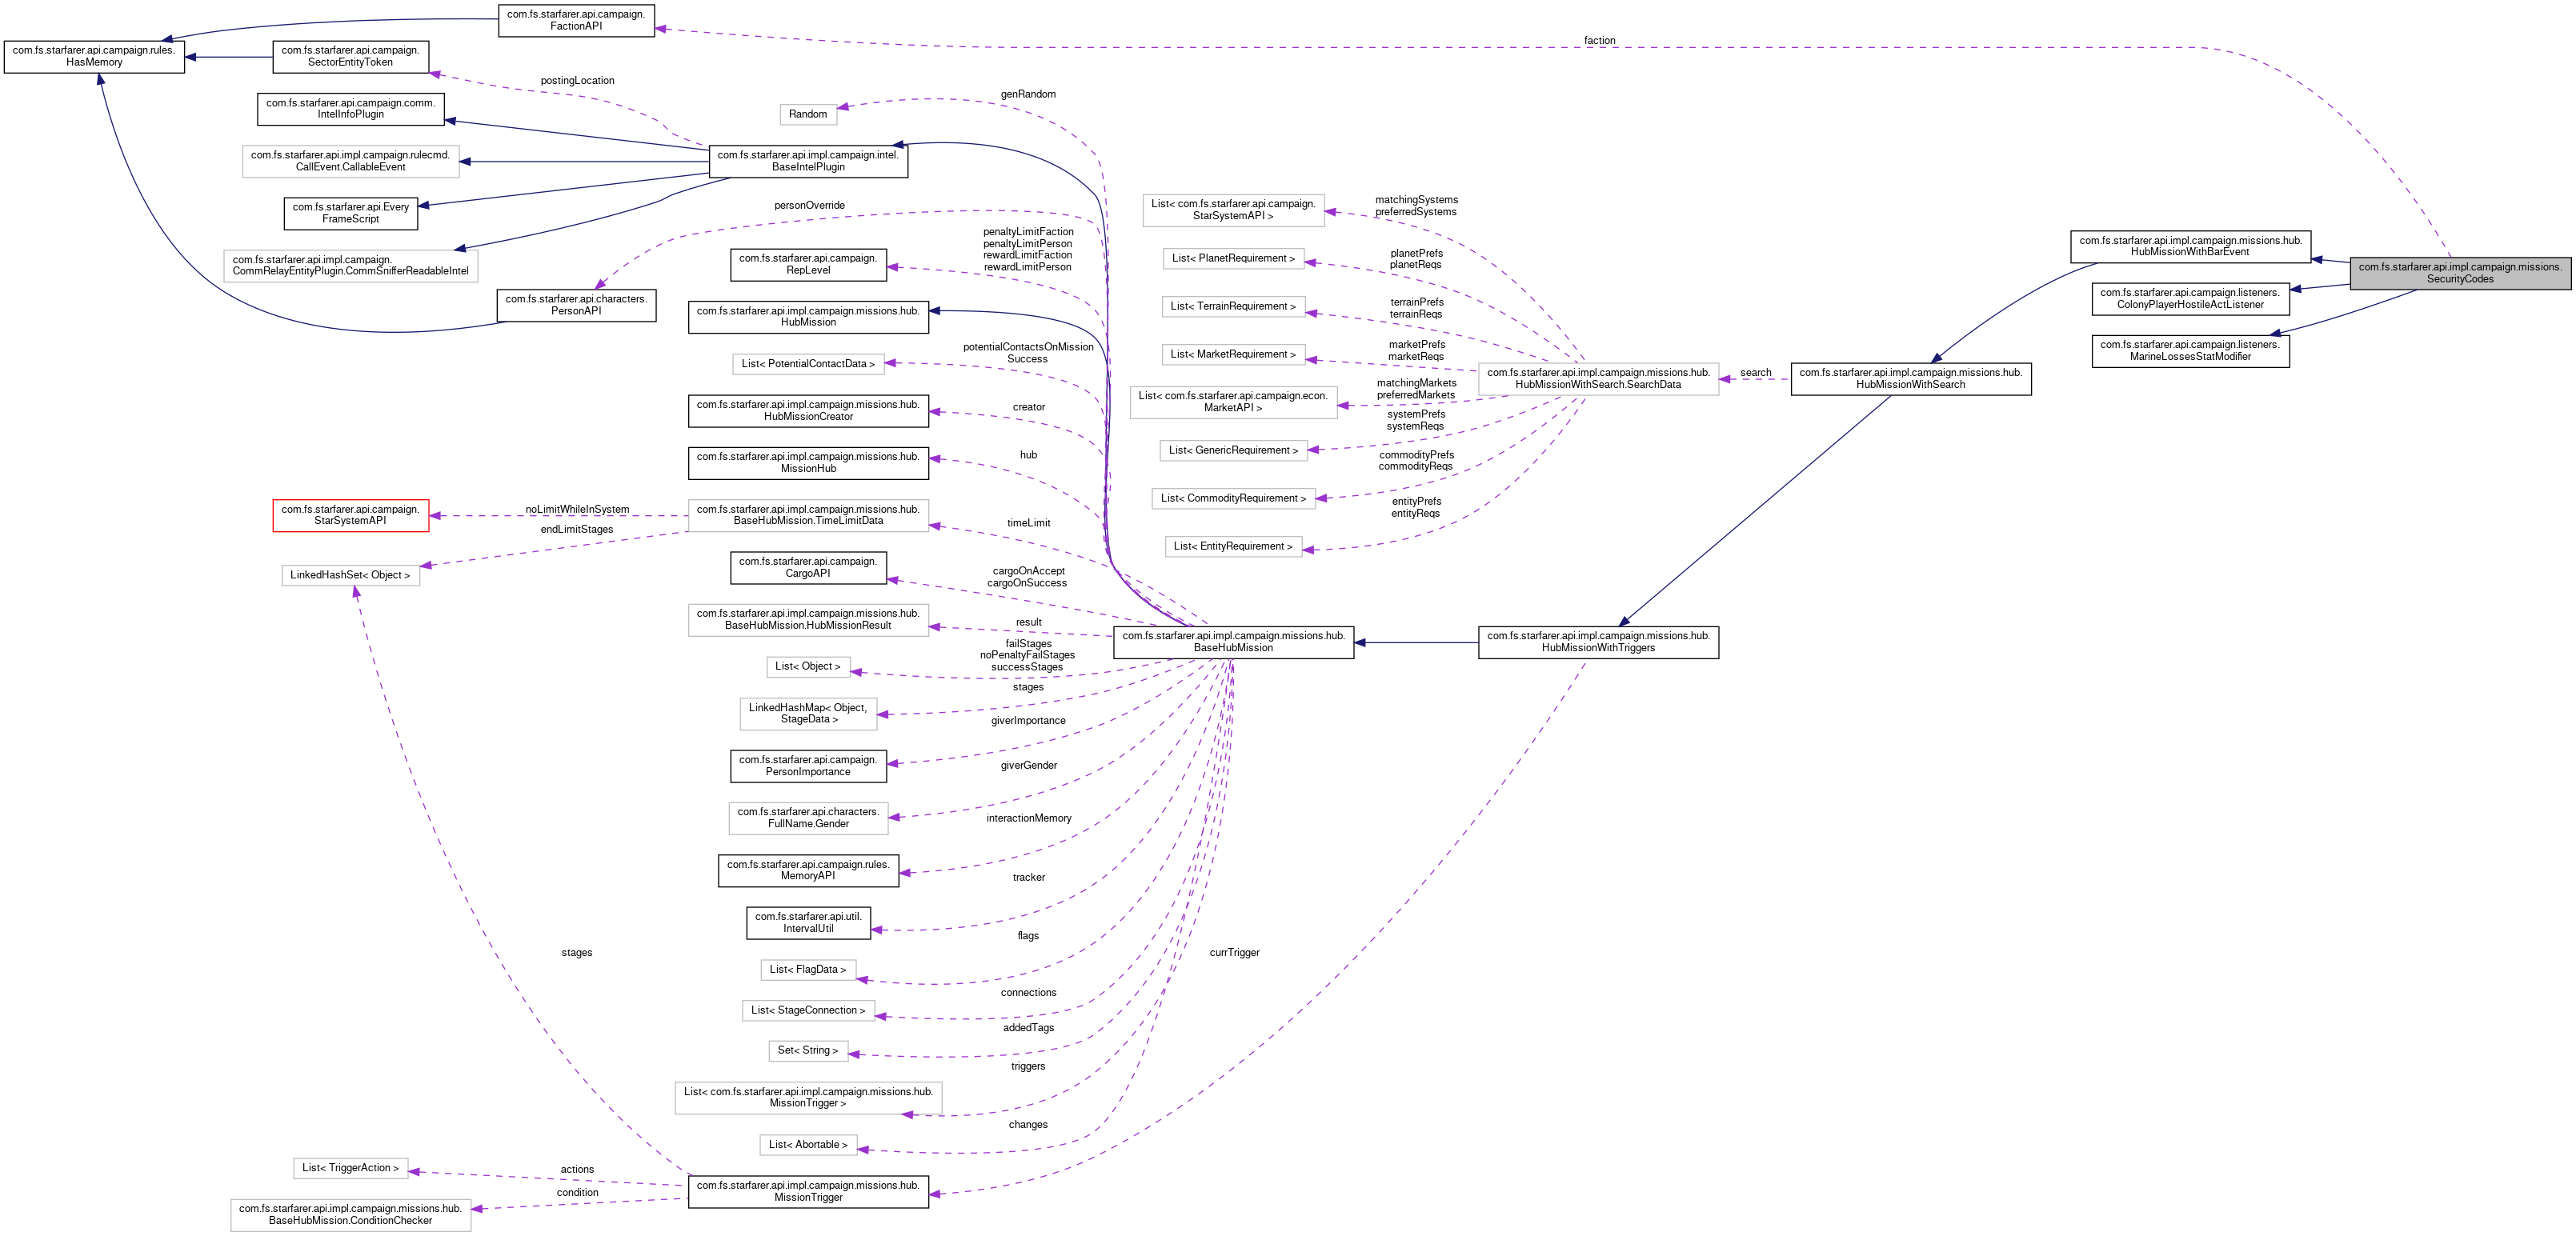 com.fs.starfarer.api.campaign.
FactionAPI
com.fs.starfarer.api.campaign.rules.
HasMemory
com.fs.starfarer.api.campaign.
SectorEntityToken
faction
postingLocation
com.fs.starfarer.api.campaign.comm.
IntelInfoPlugin
genRandom
Random
com.fs.starfarer.api.impl.campaign.rulecmd.
CallEvent.CallableEvent
com.fs.starfarer.api.impl.campaign.intel.
BaseIntelPlugin
com.fs.starfarer.api.Every
FrameScript
personOverride
com.fs.starfarer.api.impl.campaign.
CommRelayEntityPlugin.CommSnifferReadableIntel
com.fs.starfarer.api.characters.
PersonAPI
penaltyLimitFaction
penaltyLimitPerson
rewardLimitFaction
rewardLimitPerson
com.fs.starfarer.api.campaign.
RepLevel
com.fs.starfarer.api.impl.campaign.missions.hub.
HubMission
potentialContactsOnMission
Success
List< PotentialContactData >
creator
com.fs.starfarer.api.impl.campaign.missions.hub.
HubMissionCreator
hub
com.fs.starfarer.api.impl.campaign.missions.hub.
MissionHub
com.fs.starfarer.api.campaign.
StarSystemAPI
noLimitWhileInSystem
endLimitStages
com.fs.starfarer.api.impl.campaign.missions.hub.
BaseHubMission.TimeLimitData
timeLimit
LinkedHashSet< Object >
com.fs.starfarer.api.campaign.
CargoAPI
cargoOnAccept
cargoOnSuccess
com.fs.starfarer.api.impl.campaign.missions.hub.
BaseHubMission.HubMissionResult
result
List< Object >
failStages
noPenaltyFailStages
successStages
LinkedHashMap< Object,
StageData >
stages
com.fs.starfarer.api.campaign.
PersonImportance
giverImportance
com.fs.starfarer.api.characters.
FullName.Gender
giverGender
com.fs.starfarer.api.campaign.rules.
MemoryAPI
interactionMemory
com.fs.starfarer.api.util.
IntervalUtil
tracker
List< FlagData >
flags
List< StageConnection >
connections
Set< String >
addedTags
List< com.fs.starfarer.api.impl.campaign.missions.hub.
MissionTrigger >
triggers
List< Abortable >
changes
stages
List< TriggerAction >
actions
com.fs.starfarer.api.impl.campaign.missions.hub.
BaseHubMission.ConditionChecker
condition
com.fs.starfarer.api.impl.campaign.missions.hub.
MissionTrigger
currTrigger
com.fs.starfarer.api.impl.campaign.missions.hub.
BaseHubMission
com.fs.starfarer.api.impl.campaign.missions.hub.
HubMissionWithTriggers
List< com.fs.starfarer.api.campaign.
StarSystemAPI >
matchingSystems
preferredSystems
List< PlanetRequirement >
planetPrefs
planetReqs
List< TerrainRequirement >
terrainPrefs
terrainReqs
List< MarketRequirement >
marketPrefs
marketReqs
List< com.fs.starfarer.api.campaign.econ.
MarketAPI >
matchingMarkets
preferredMarkets
List< GenericRequirement >
systemPrefs
systemReqs
List< CommodityRequirement >
commodityPrefs
commodityReqs
List< EntityRequirement >
entityPrefs
entityReqs
com.fs.starfarer.api.impl.campaign.missions.hub.
HubMissionWithSearch.SearchData
search
com.fs.starfarer.api.impl.campaign.missions.hub.
HubMissionWithSearch
com.fs.starfarer.api.impl.campaign.missions.hub.
HubMissionWithBarEvent
com.fs.starfarer.api.campaign.listeners.
ColonyPlayerHostileActListener
com.fs.starfarer.api.campaign.listeners.
MarineLossesStatModifier
com.fs.starfarer.api.impl.campaign.missions.
SecurityCodes